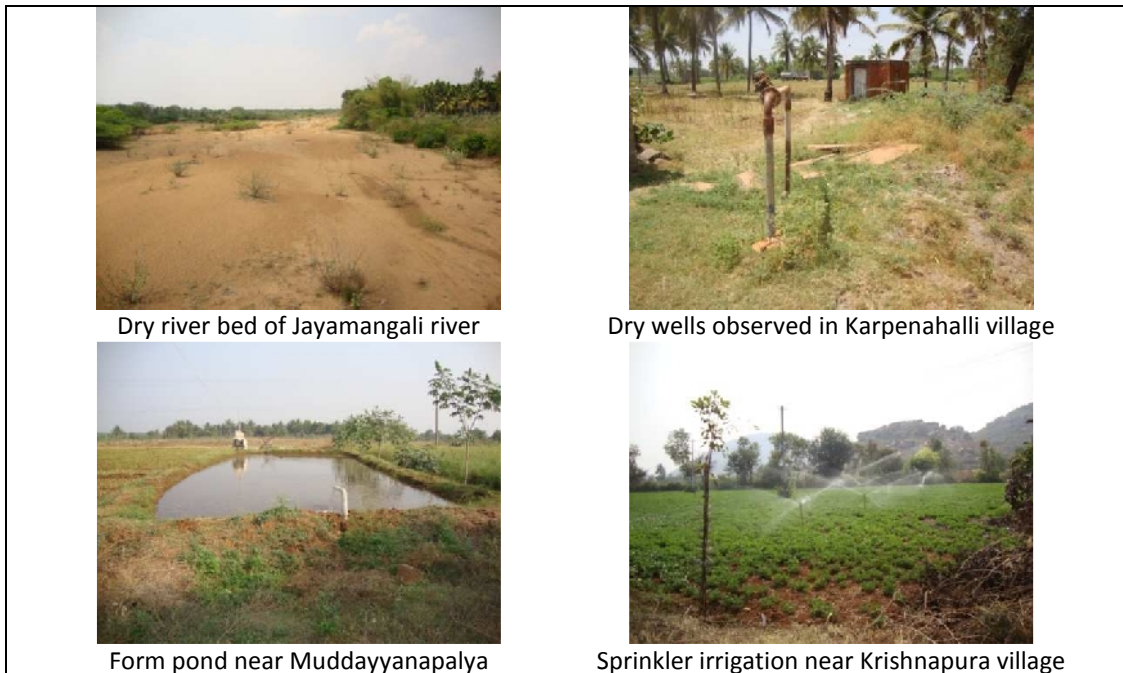 Dry river bed of Jayamangali river
Dry wells observed in Karpenahalli village
Form pond near Muddayyanapalya
Sprinkler irrigation near Krishnapura village